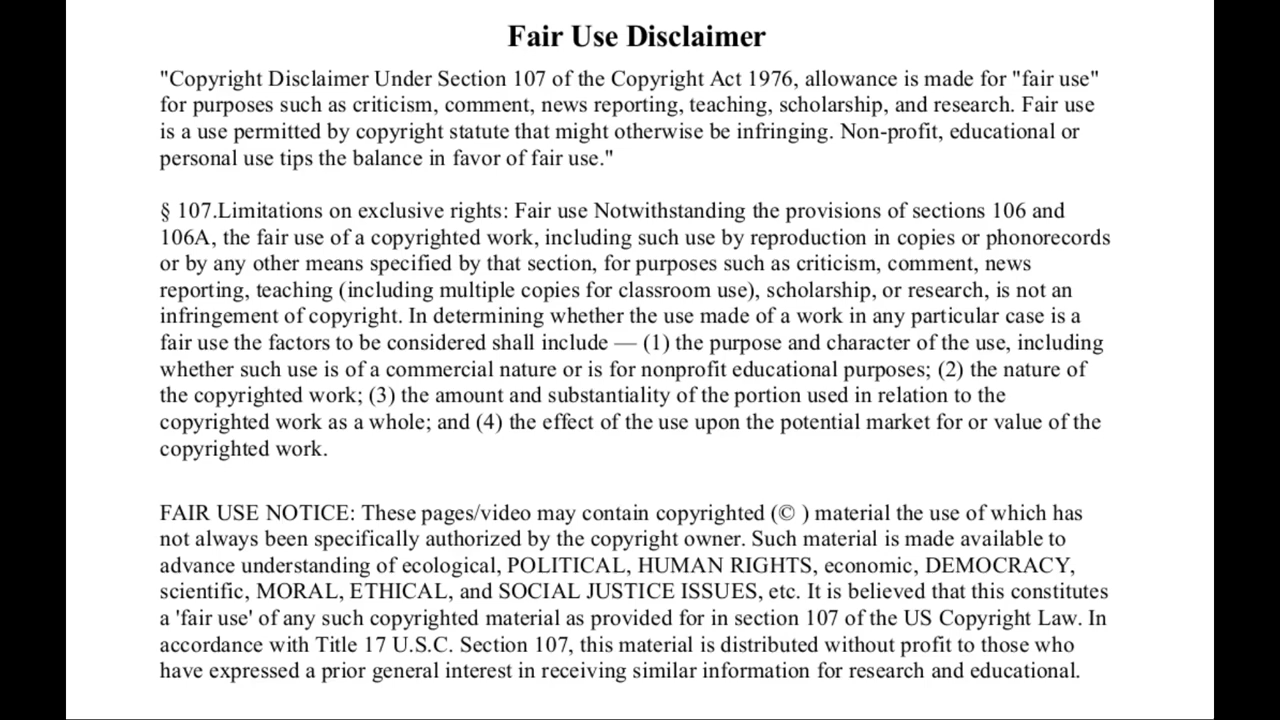 Fair Use Disclaimer
"Copyright Disclaimer Under Section 107 of the Copyright Act 1976, allowance is made for "fair use"
for purposes such as criticism, comment, news reporting, teaching, scholarship, and research. Fair use
is a use permitted by copyright statute that might otherwise be infringing. Non-profit, educational or
personal use tips the balance in favor of fair use."
§ 107.Limitations on exclusive rights: Fair use Notwithstanding the provisions of sections 106 and
106A, the fair use of a copyrighted work, including such use by reproduction in copies or phonorecords
or by any other means specified by that section, for purposes such as criticism, comment, news
reporting, teaching (including multiple copies for classroom use), scholarship, or research, is not an
infringement of copyright. In determining whether the use made of a work in any particular case is a
fair use the factors to be considered shall include — (1) the purpose and character of the use, including
whether such use is of a commercial nature or is for nonprofit educational purposes; (2) the nature of
the copyrighted work; (3) the amount and substantiality of the portion used in relation to the
copyrighted work as a whole; and (4) the effect of the use upon the potential market for or value of the
copyrighted work.
FAIR USE NOTICE: These pages/video may contain copyrighted (© ) material the use of which has
not always been specifically authorized by the copyright owner. Such material is made available to
advance understanding of ecological, POLITICAL, HUMAN RIGHTS, economic, DEMOCRACY,
scientific, MORAL, ETHICAL, and SOCIAL JUSTICE ISSUES, etc. It is believed that this constitutes
a 'fair use' of any such copyrighted material as provided for in section 107 of the US Copyright Law. In
accordance with Title 17 U.S.C. Section 107, this material is distributed without profit to those who
have expressed a prior general interest in receiving similar information for research and educational.